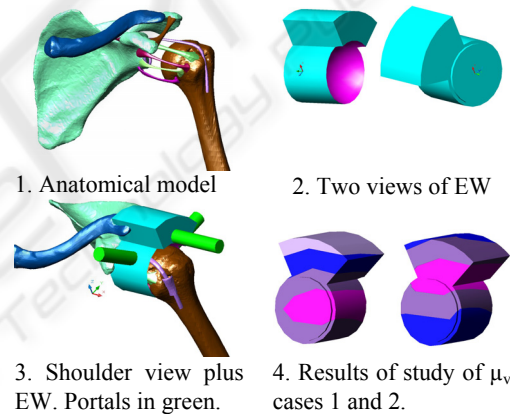 1. Anatomical model
2. Two views of EW
3. Shoulder view plus
EW. Portals in green.
4. Results of study of μᵥ
cases 1 and 2.